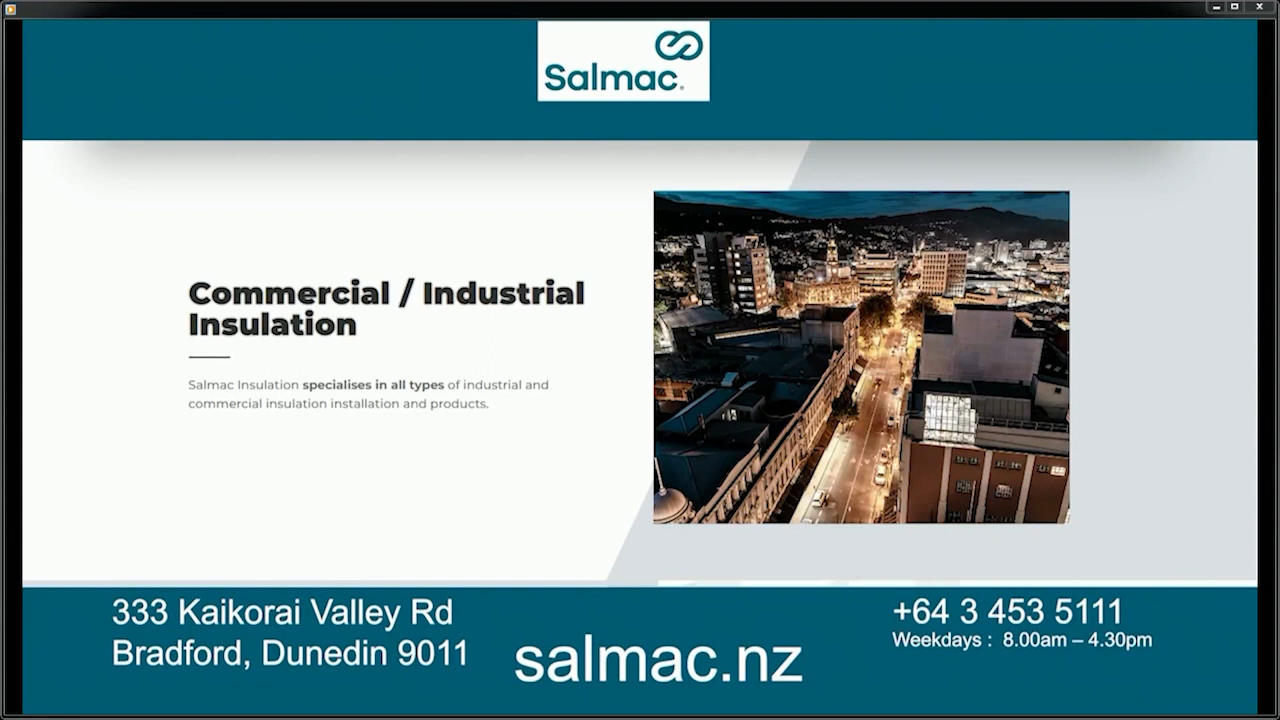 Salmac
Commercial / Industrial
Insulation
Salmac Insulation specialises in all types of industrial and
commercial insulation installation and products.
333 Kaikorai Valley Rd
Bradford, Dunedin 9011
salmac.nz
+64 3 453 5111
Weekdays : 8.00am – 4.30pm